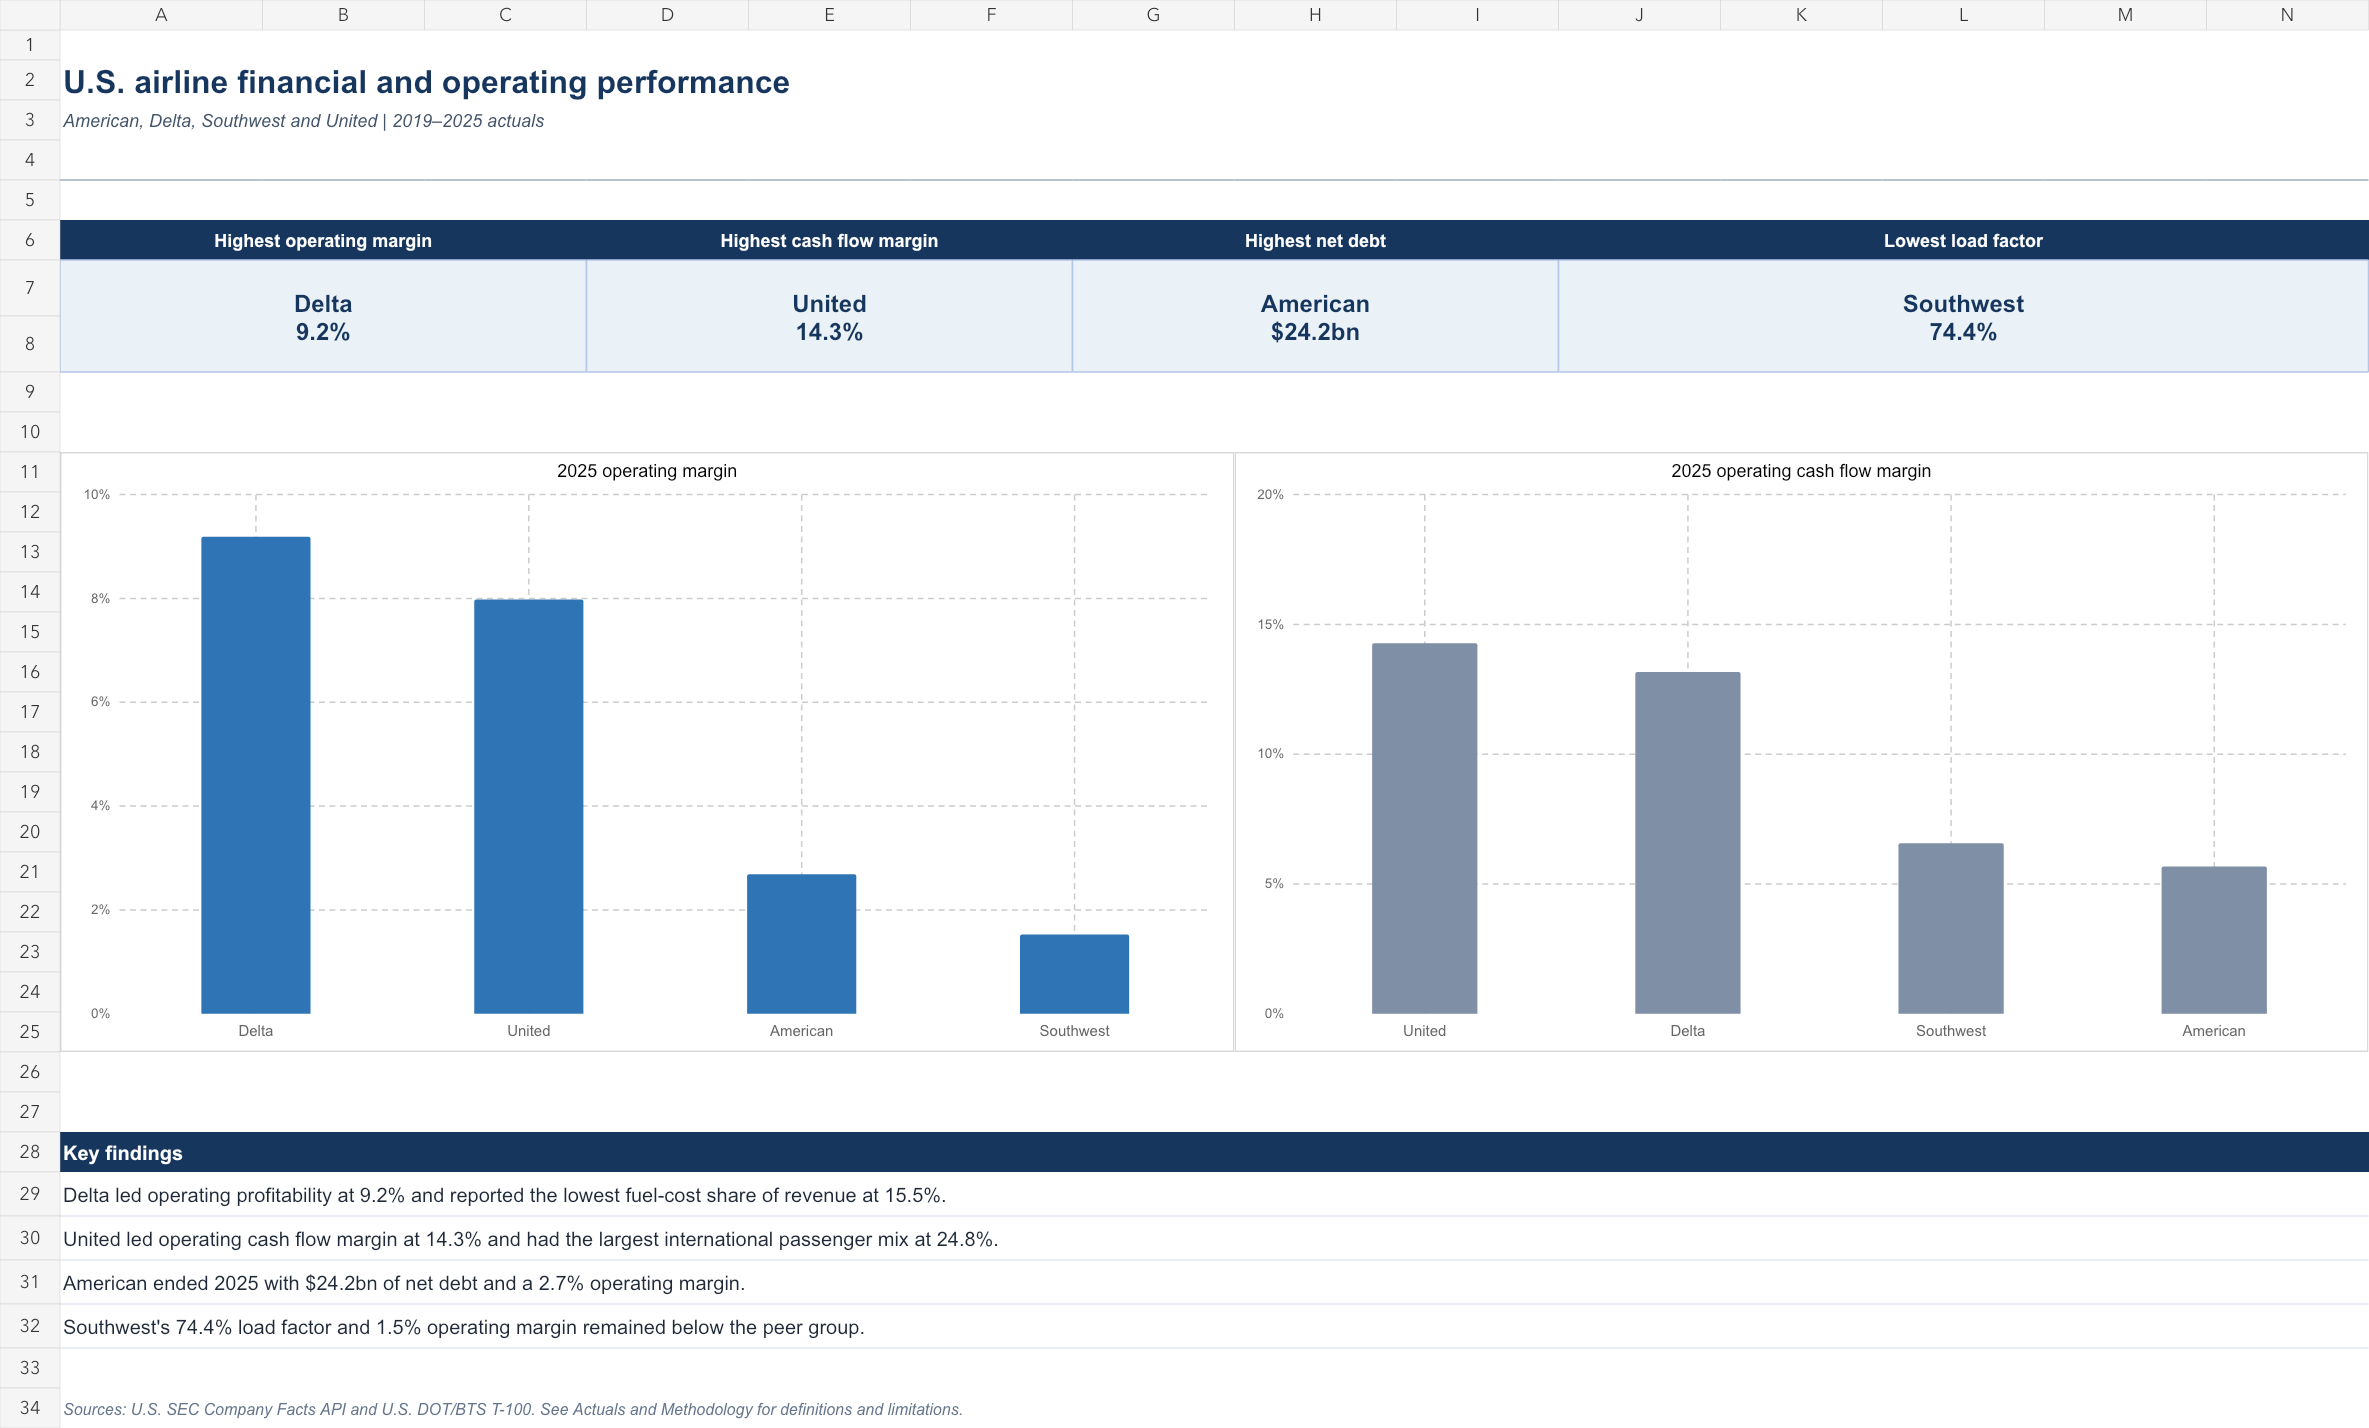 A B C D E F G H I J K L M N
1
2 U.S. airline financial and operating performance
3 American, Delta, Southwest and United | 2019–2025 actuals
4
5
6 Highest operating margin Highest cash flow margin Highest net debt Lowest load factor
7 Delta United American Southwest
8 9.2% 14.3% $24.2bn 74.4%
9
10
11 2025 operating margin 2025 operating cash flow margin
10% 20%
12
13
14 8%
15 15%
16
17 6%
18 10%
19
20 4%
21
22 2% 5%
23
24
0% 0%
25 Delta United American Southwest United Delta Southwest American
26
27
28 Key findings
29 Delta led operating profitability at 9.2% and reported the lowest fuel-cost share of revenue at 15.5%.
30 United led operating cash flow margin at 14.3% and had the largest international passenger mix at 24.8%.
31 American ended 2025 with $24.2bn of net debt and a 2.7% operating margin.
32 Southwest's 74.4% load factor and 1.5% operating margin remained below the peer group.
33
34 Sources: U.S. SEC Company Facts API and U.S. DOT/BTS T-100. See Actuals and Methodology for definitions and limitations.